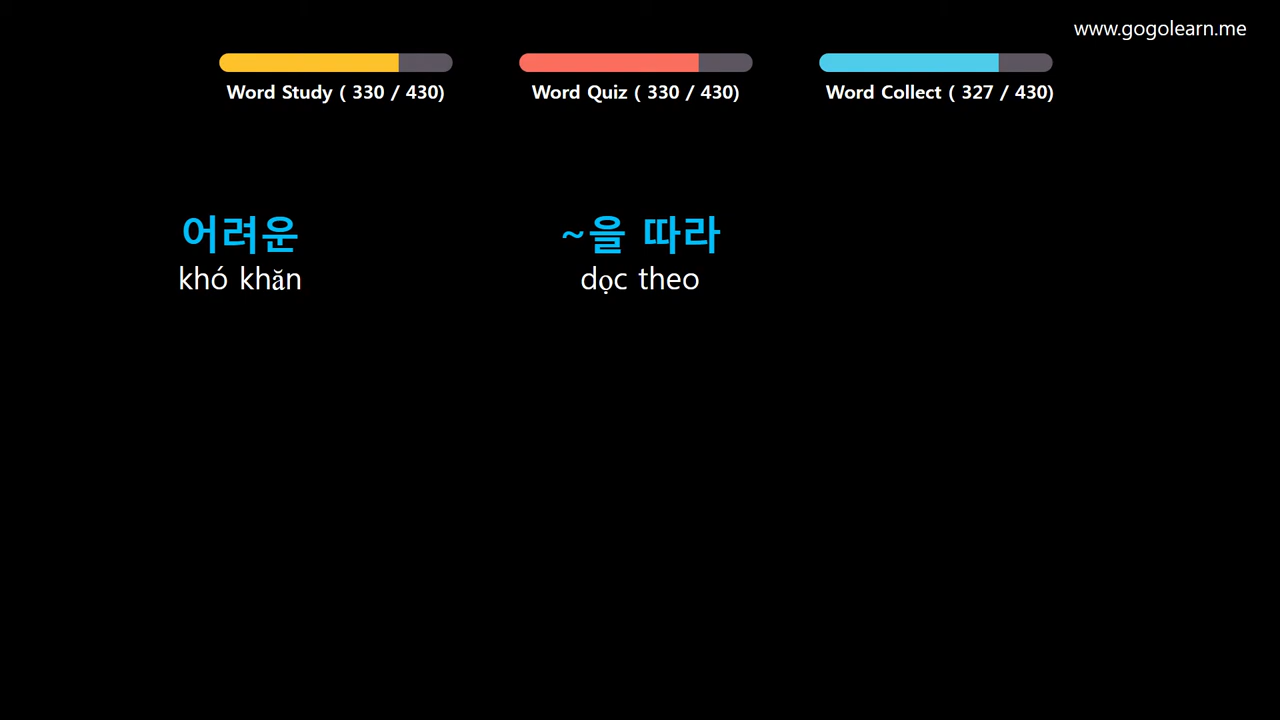 www.gogolearn.me
Word Study ( 330 / 430)
Word Quiz ( 330 / 430)
Word Collect ( 327 / 430)
어려운
khó khăn
~을 따라
dọc theo